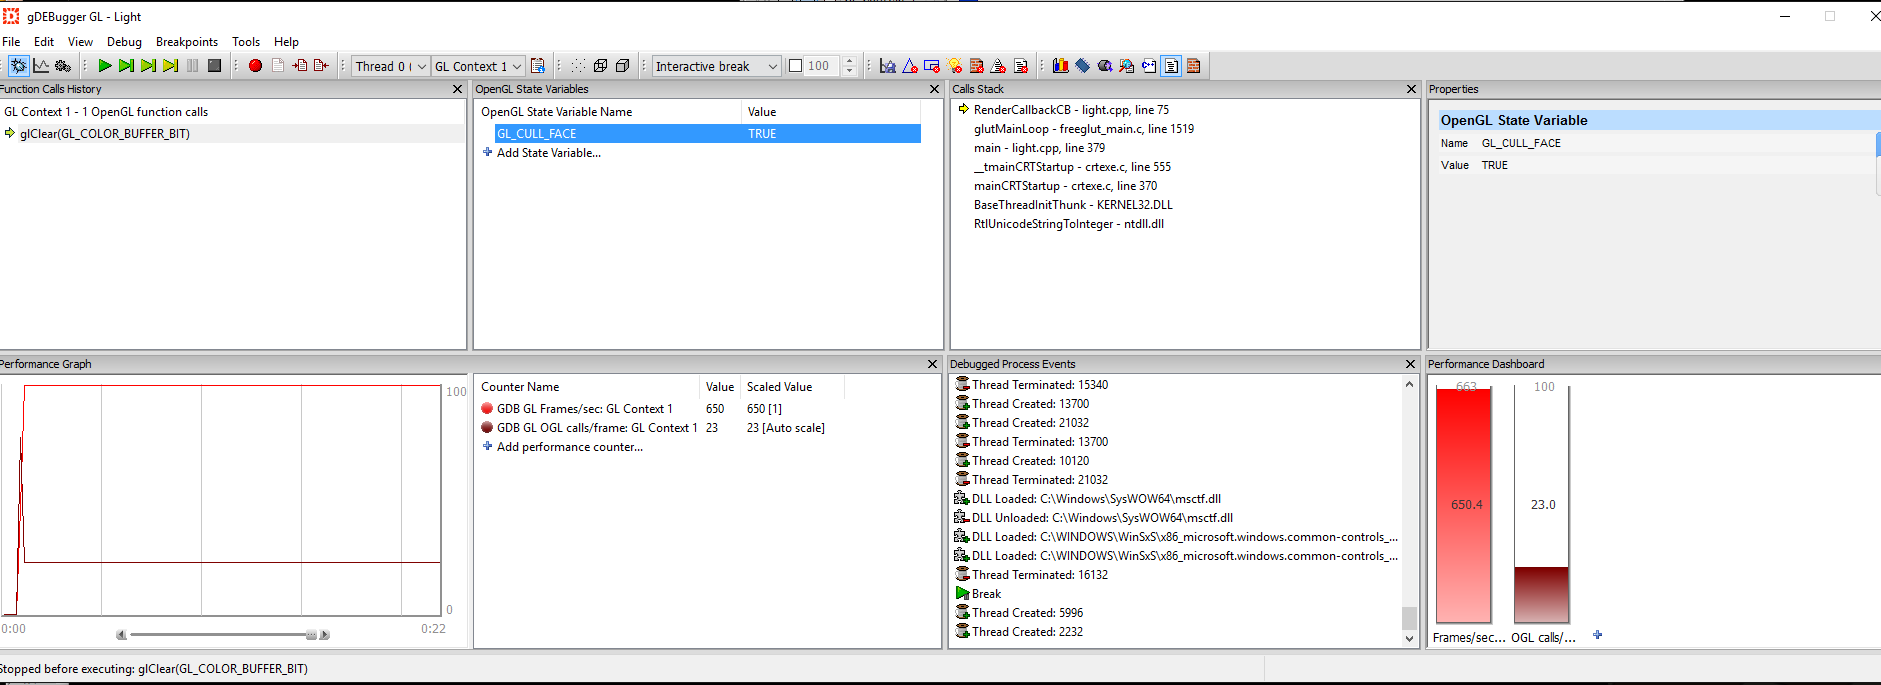 gDEBugger GL - Light
File Edit View Debug Breakpoints Tools Help
Thread 0 ( GL Context 1 Interactive break 100
Function Calls History
GL Context 1 - 1 OpenGL function calls
glClear(GL_COLOR_BUFFER_BIT)
OpenGL State Variables
OpenGL State Variable Name Value
GL_CULL_FACE TRUE
Add State Variable...
Calls Stack
RenderCallbackCB - light.cpp, line 75
glutMainLoop - freeglut_main.c, line 1519
main - light.cpp, line 379
__tmainCRTStartup - crtexe.c, line 555
mainCRTStartup - crtexe.c, line 370
BaseThreadInitThunk - KERNEL32.DLL
RtlUnicodeStringToInteger - ntdll.dll
Properties
OpenGL State Variable
Name GL_CULL_FACE
Value TRUE
Performance Graph
100
0
0:00 0:22
Counter Name Value Scaled Value
GDB GL Frames/sec: GL Context 1 650 650 [1]
GDB GL OGL calls/frame: GL Context 1 23 23 [Auto scale]
Add performance counter...
Debugged Process Events
Thread Terminated: 15340
Thread Created: 13700
Thread Created: 21032
Thread Terminated: 13700
Thread Created: 10120
Thread Terminated: 21032
DLL Loaded: C:\Windows\SysWOW64\msctf.dll
DLL Unloaded: C:\Windows\SysWOW64\msctf.dll
DLL Loaded: C:\WINDOWS\WinSxS\x86_microsoft.windows.common-controls_...
DLL Loaded: C:\WINDOWS\WinSxS\x86_microsoft.windows.common-controls_...
Thread Terminated: 16132
Break
Thread Created: 5996
Thread Created: 2232
Performance Dashboard
663 100
650.4 23.0
Frames/sec... OGL calls/...
Stopped before executing: glClear(GL_COLOR_BUFFER_BIT)